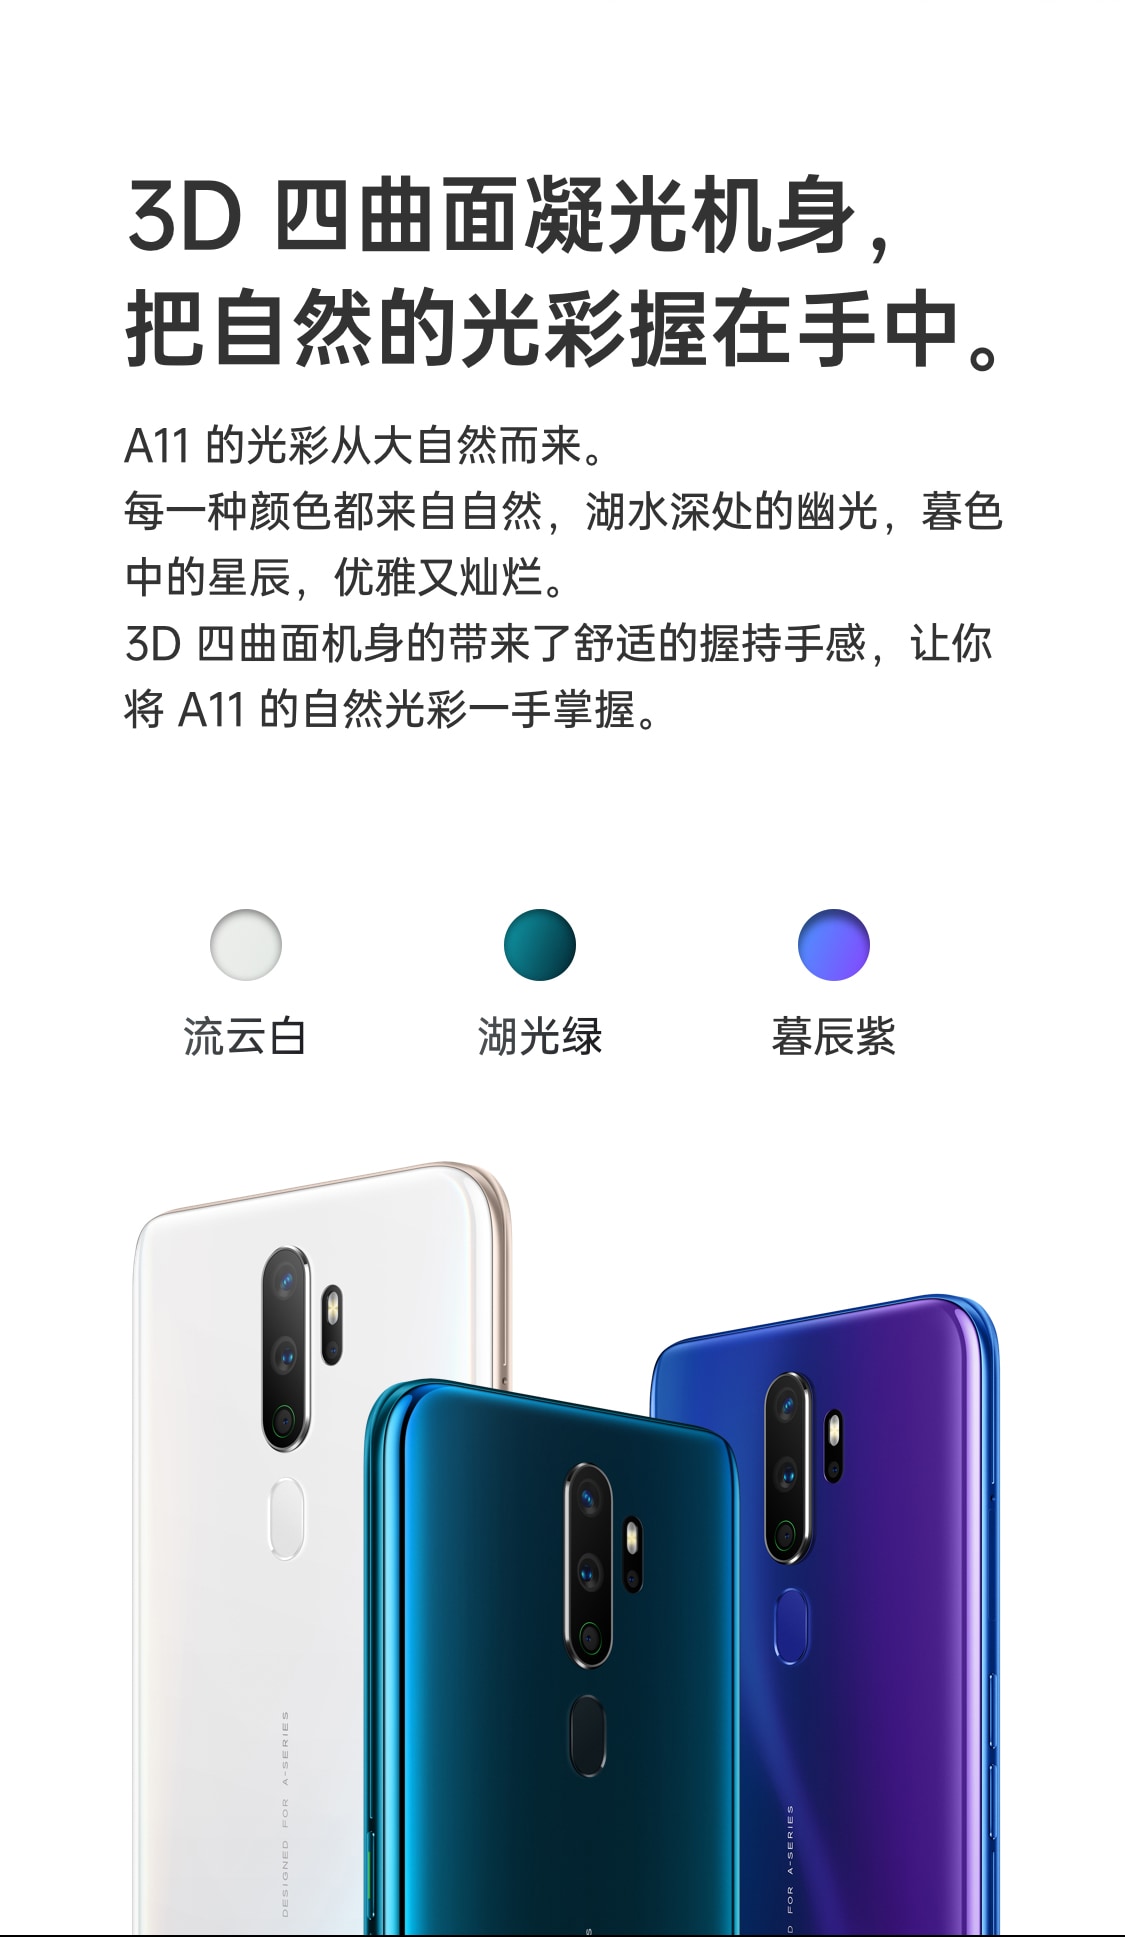 3D 四曲面凝光机身，
把自然的光彩握在手中。
A11 的光彩从大自然而来。
每一种颜色都来自自然，湖水深处的幽光，暮色
中的星辰，优雅又灿烂。
3D 四曲面机身的带来了舒适的握持手感，让你
将 A11 的自然光彩一手掌握。
流云白
湖光绿
暮辰紫
DESIGNED FOR A-SERIES
S
D FOR A-SERIES